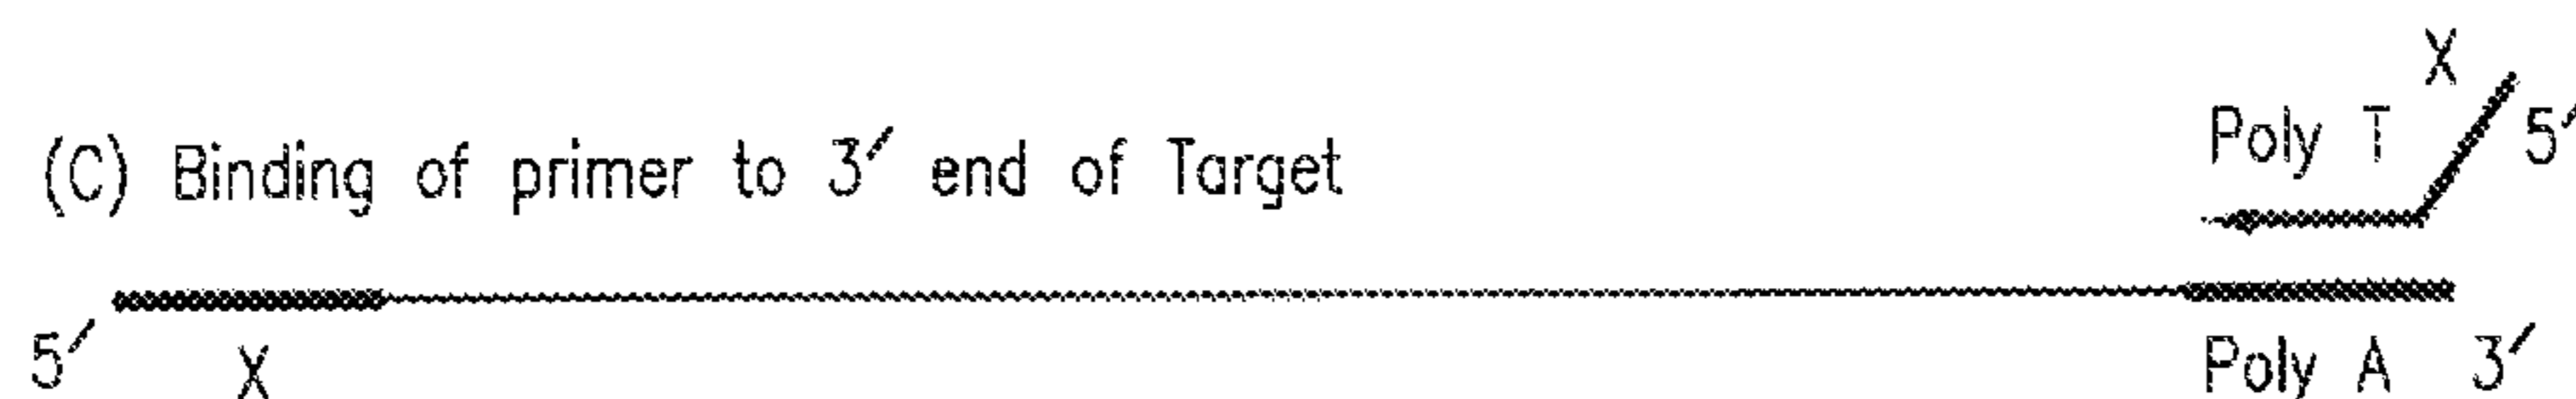 X
Poly T 5′
(C) Binding of primer to 3′ end of Target
5′ X Poly A 3′